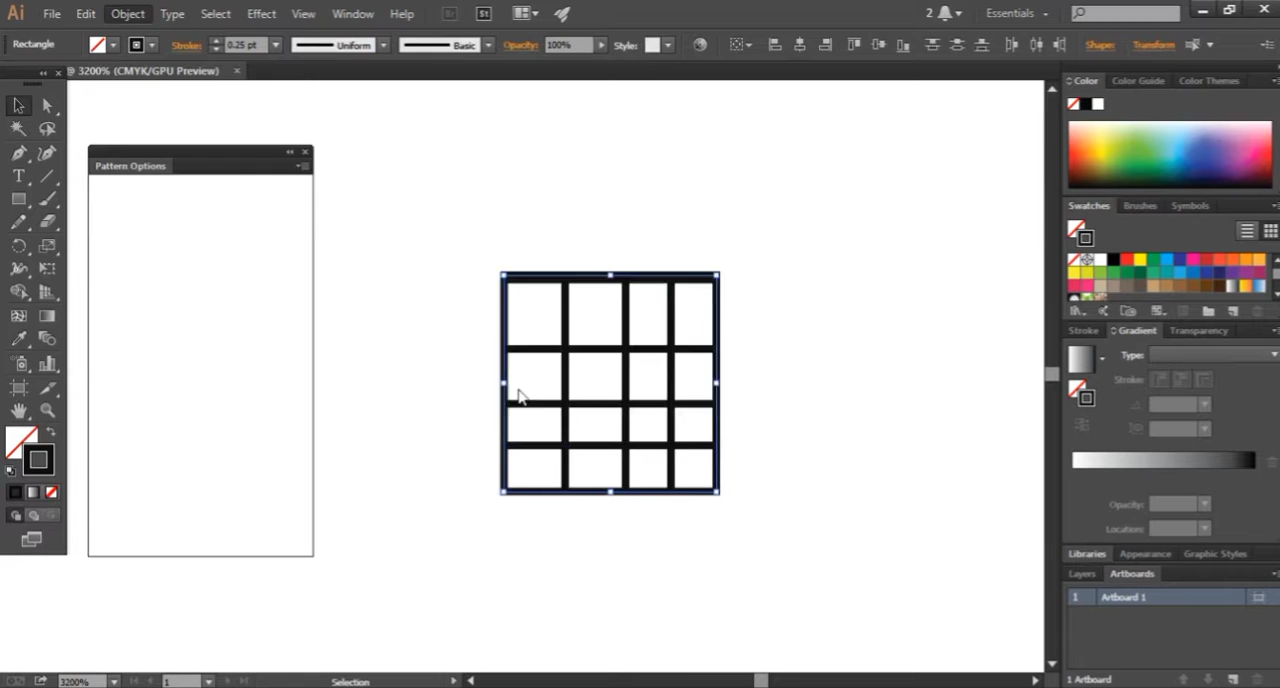 Ai File Edit Object Type Select Effect View Window Help Br St 2 Essentials
Rectangle Stroke: 0.25 pt Uniform Basic Opacity: 100% Style: Shape: Transform
@ 3200% (CMYK/GPU Preview) ×
Color Color Guide Color Themes
Pattern Options
Swatches Brushes Symbols
Stroke Gradient Transparency
Type:
Stroke:
Opacity:
Location:
Libraries Appearance Graphic Styles
Layers Artboards
1 Artboard 1
1 Artboard
3200% 1 Selection